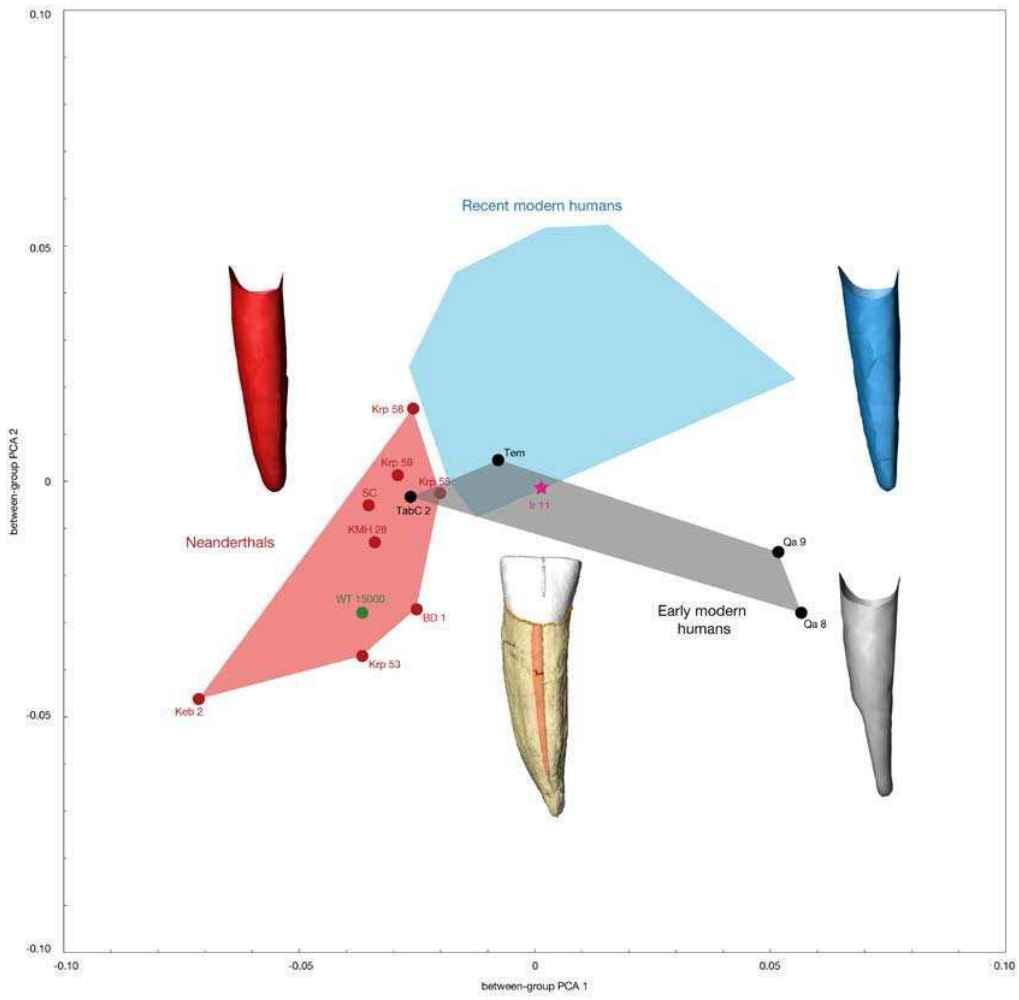 0.10
Recent modern humans
0.05
Krp 58
Tem
Krp 59
Krp 55
0
SC
TabC 2
Ir 11
KMH 28
Neanderthals
Qa 9
WT 15000
Early modern
humans
BD 1
Qa 8
Krp 53
Keb 2
-0.05
-0.10
between-group PCA 2
-0.10
-0.05
0
0.05
0.10
between-group PCA 1